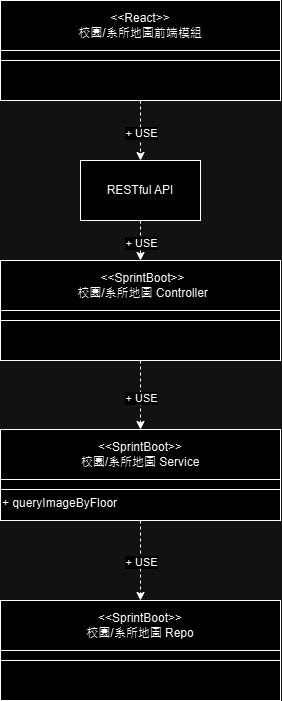 <<React>>
校園/系所地圖前端模組
+ USE
RESTful API
+ USE
<<SprintBoot>>
校園/系所地圖 Controller
+ USE
<<SprintBoot>>
校園/系所地圖 Service
+ queryImageByFloor
+ USE
<<SprintBoot>>
校園/系所地圖 Repo